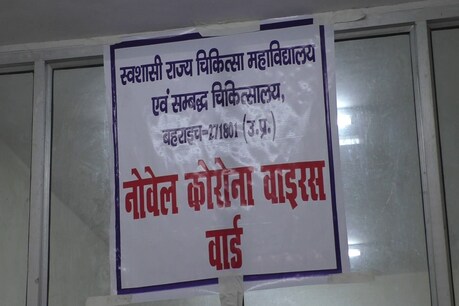 स्वशासी राज्य चिकित्सा महाविद्यालय
एवं सम्बद्ध चिकित्सालय,
बहराइच-271801 (उ.प्र.)
नोवेल कोरोना वाइरस
वार्ड